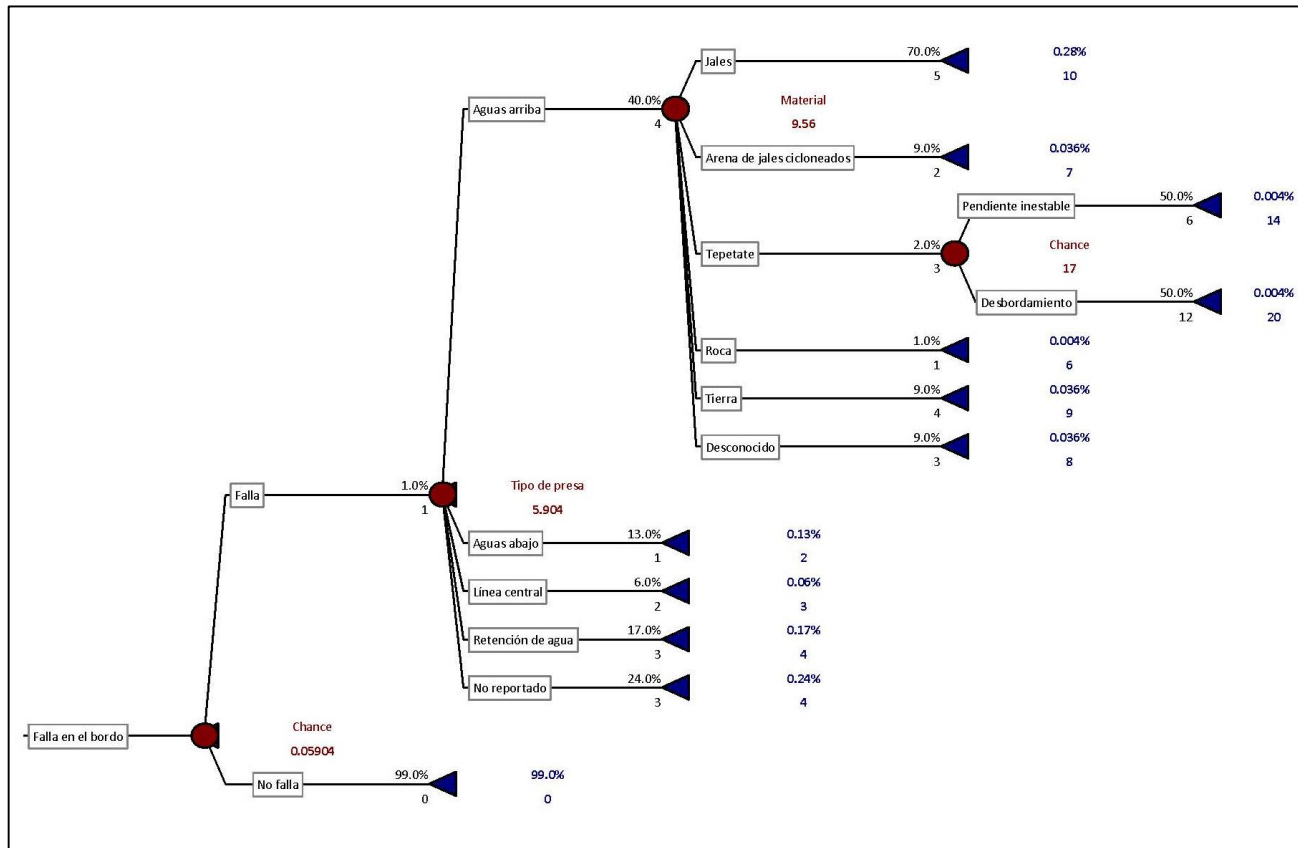 Jales
70.0%
5
0.28%
10
Aguas arriba
40.0%
4
Material
9.56
Arena de jales cicloneados
9.0%
2
0.036%
7
Pendiente inestable
50.0%
6
0.004%
14
Tepetate
2.0%
3
Chance
17
Desbordamiento
50.0%
12
0.004%
20
Roca
1.0%
1
0.004%
6
Tierra
9.0%
4
0.036%
9
Desconocido
9.0%
3
0.036%
8
Falla
1.0%
1
Tipo de presa
5.904
Aguas abajo
13.0%
1
0.13%
2
Línea central
6.0%
2
0.06%
3
Retención de agua
17.0%
3
0.17%
4
No reportado
24.0%
3
0.24%
4
Falla en el bordo
Chance
0.05904
No falla
99.0%
0
99.0%
0